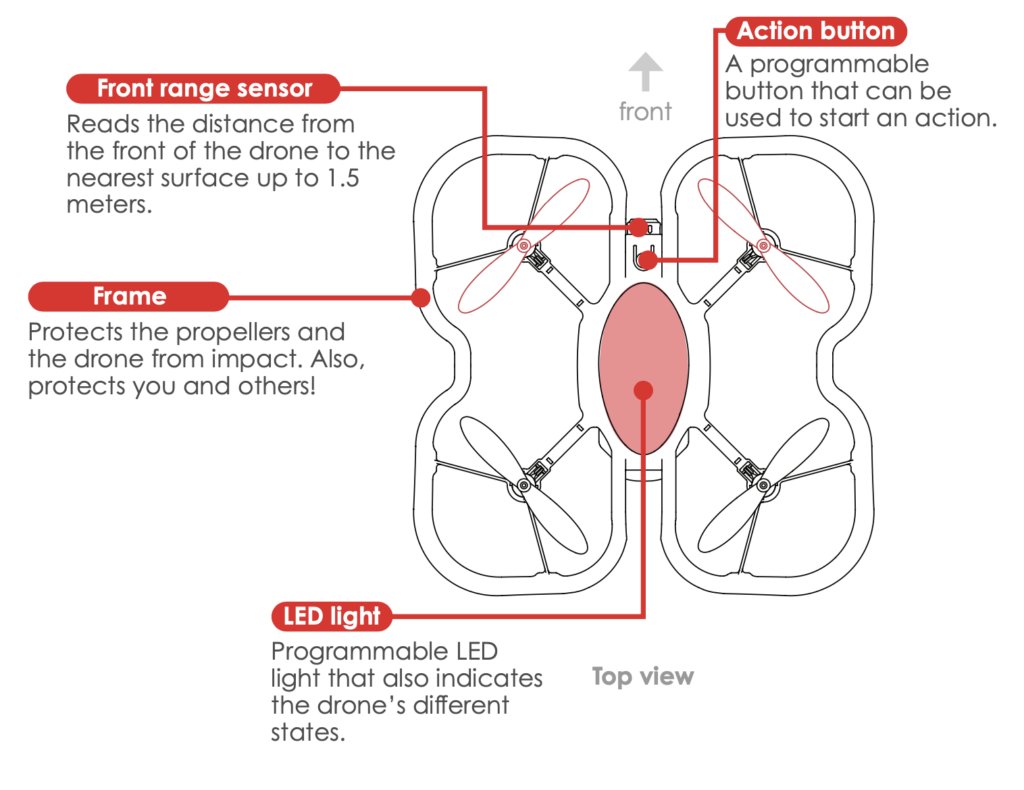 Action button
A programmable
button that can be
used to start an action.
front
Front range sensor
Reads the distance from
the front of the drone to the
nearest surface up to 1.5
meters.
Frame
Protects the propellers and
the drone from impact. Also,
protects you and others!
LED light
Programmable LED
light that also indicates
the drone’s different
states.
Top view